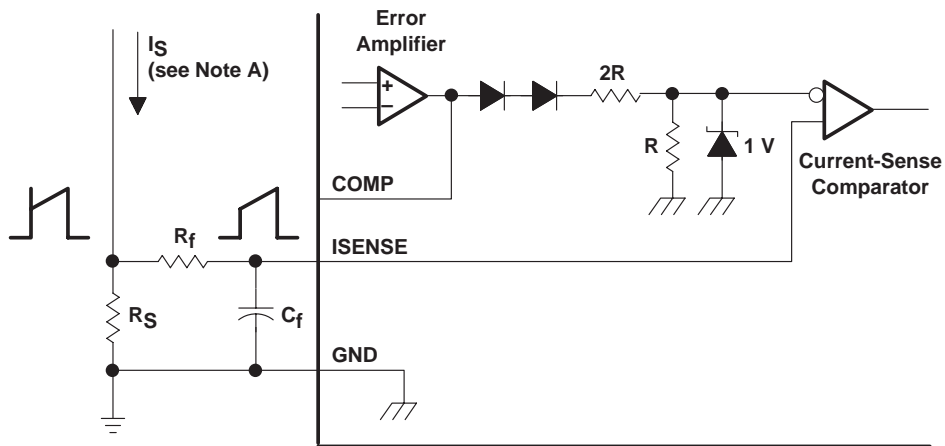 Error
Amplifier
IS
(see Note A)
+
−
2R
R
1 V
Current-Sense
Comparator
COMP
Rf
ISENSE
RS
Cf
GND